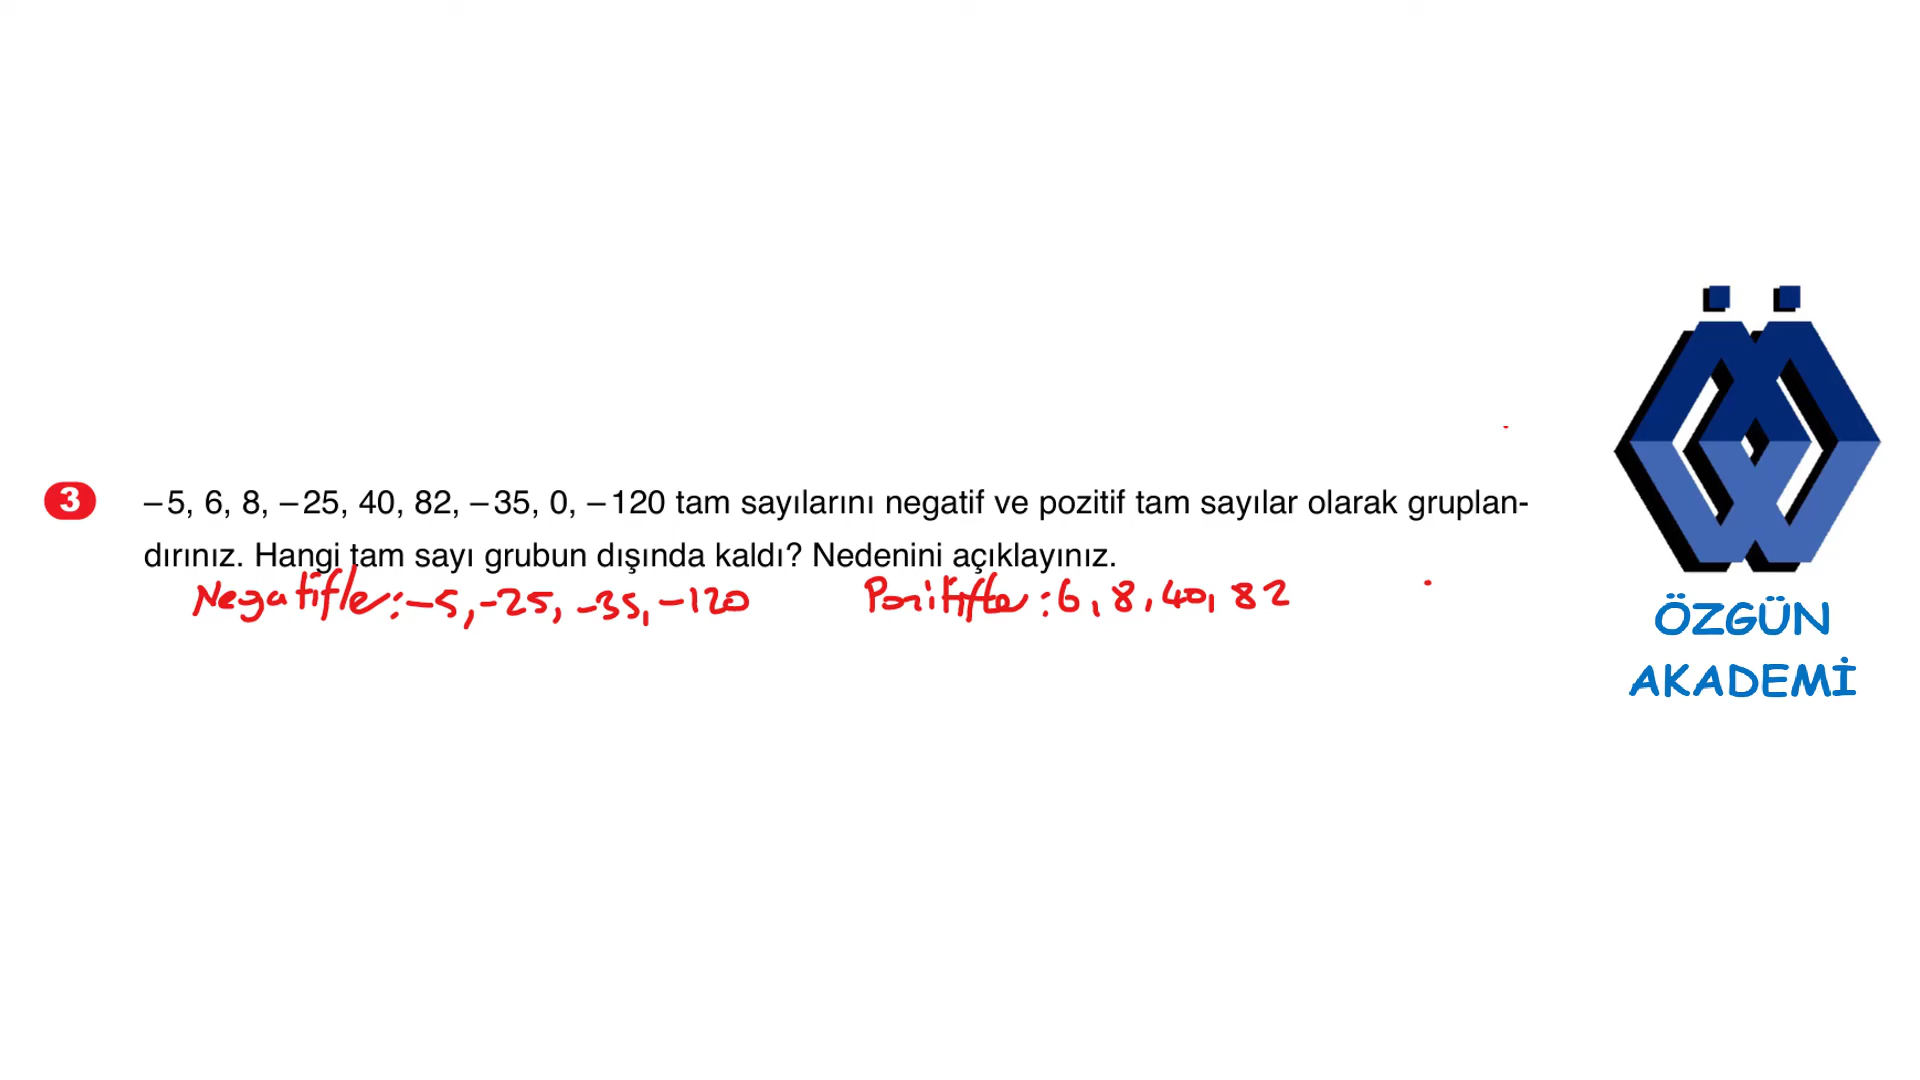 3 –5, 6, 8, –25, 40, 82, –35, 0, –120 tam sayılarını negatif ve pozitif tam sayılar olarak gruplan-
dırınız. Hangi tam sayı grubun dışında kaldı? Nedenini açıklayınız.
Negatifler: –5, –25, –35, –120 Pozitifler: 6, 8, 40, 82
ÖZGÜN
AKADEMİ